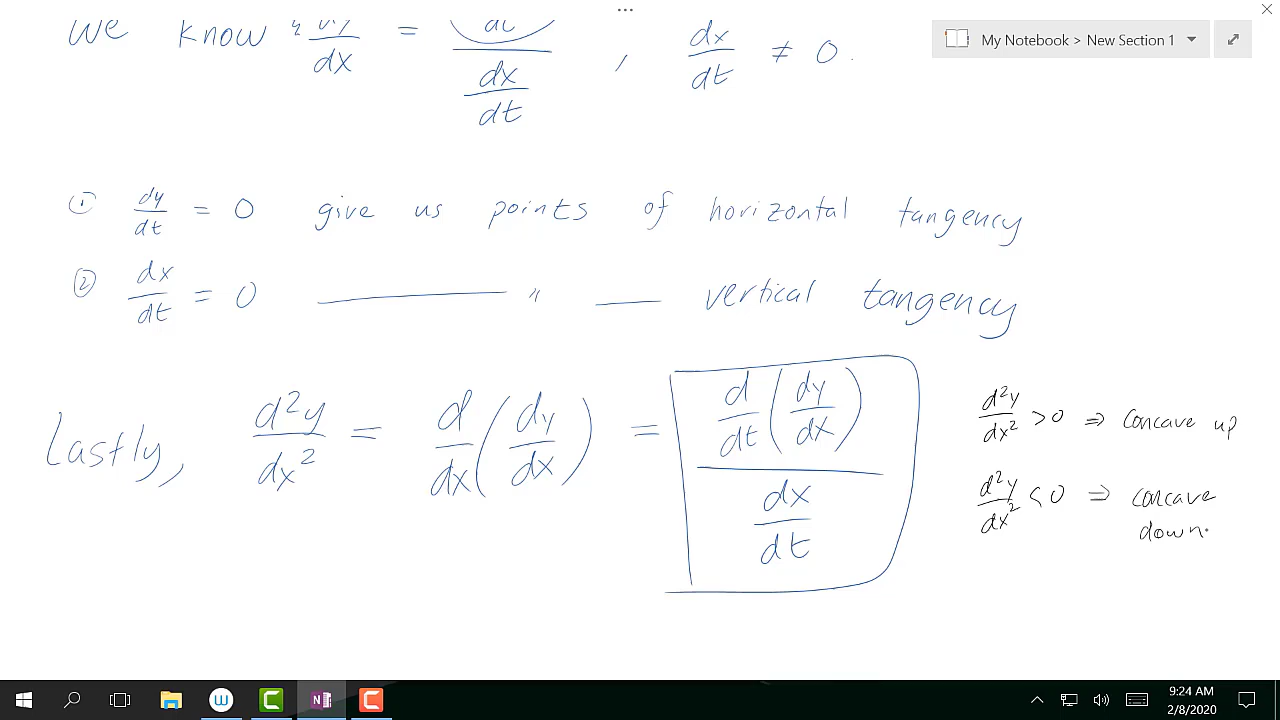 My Notebook > New Section 1
We know dy/dx = / dx/dt , dx/dt ≠ 0.
① dy/dt = 0 give us points of horizontal tangency
② dx/dt = 0 ——— " —— vertical tangency
Lastly, d²y/dx² = d/dx (dy/dx) = d/dt (dy/dx) / dx/dt
d²y/dx² > 0 ⇒ concave up
d²y/dx² < 0 ⇒ concave
down.
9:24 AM
2/8/2020